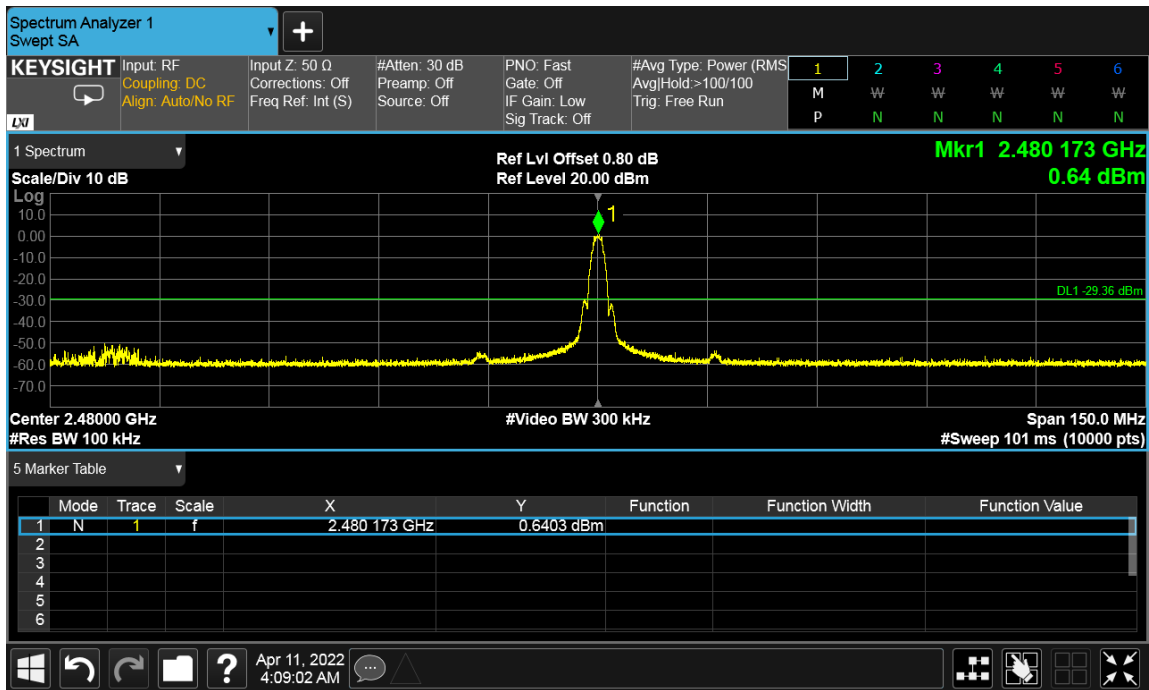 Spectrum Analyzer 1
Swept SA
KEYSIGHT
LXI
Input: RF
Coupling: DC
Align: Auto/No RF
Input Z: 50 Ω
Corrections: Off
Freq Ref: Int (S)
#Atten: 30 dB
Preamp: Off
Source: Off
PNO: Fast
Gate: Off
IF Gain: Low
Sig Track: Off
#Avg Type: Power (RMS
Avg|Hold:>100/100
Trig: Free Run
1 2 3 4 5 6
M W W W W W
P N N N N N
1 Spectrum
Scale/Div 10 dB
Ref Lvl Offset 0.80 dB
Ref Level 20.00 dBm
Mkr1 2.480 173 GHz
0.64 dBm
Log
10.0
0.00
-10.0
-20.0
-30.0
-40.0
-50.0
-60.0
-70.0
1
DL1 -29.36 dBm
Center 2.48000 GHz
#Res BW 100 kHz
#Video BW 300 kHz
Span 150.0 MHz
#Sweep 101 ms (10000 pts)
5 Marker Table
Mode Trace Scale X Y Function Function Width Function Value
1 N 1 f 2.480 173 GHz 0.6403 dBm
2
3
4
5
6
?
Apr 11, 2022
4:09:02 AM